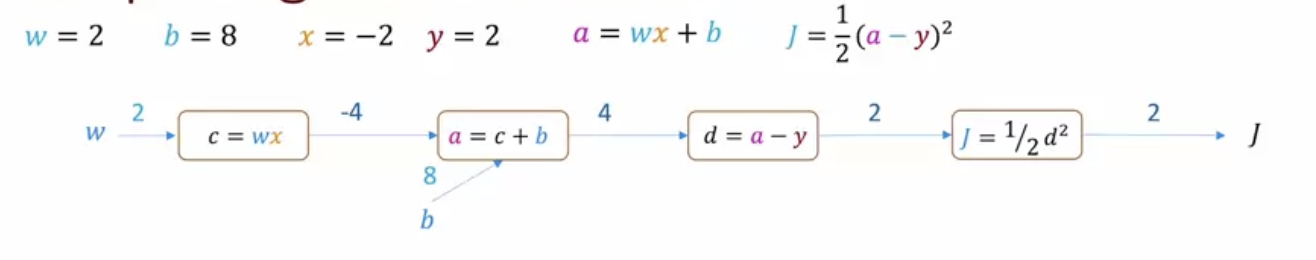 w = 2 b = 8 x = −2 y = 2 a = wx + b J = 1/2(a − y)²
2 -4 4 2 2
w c = wx a = c + b d = a − y J = 1/2 d² J
8
b